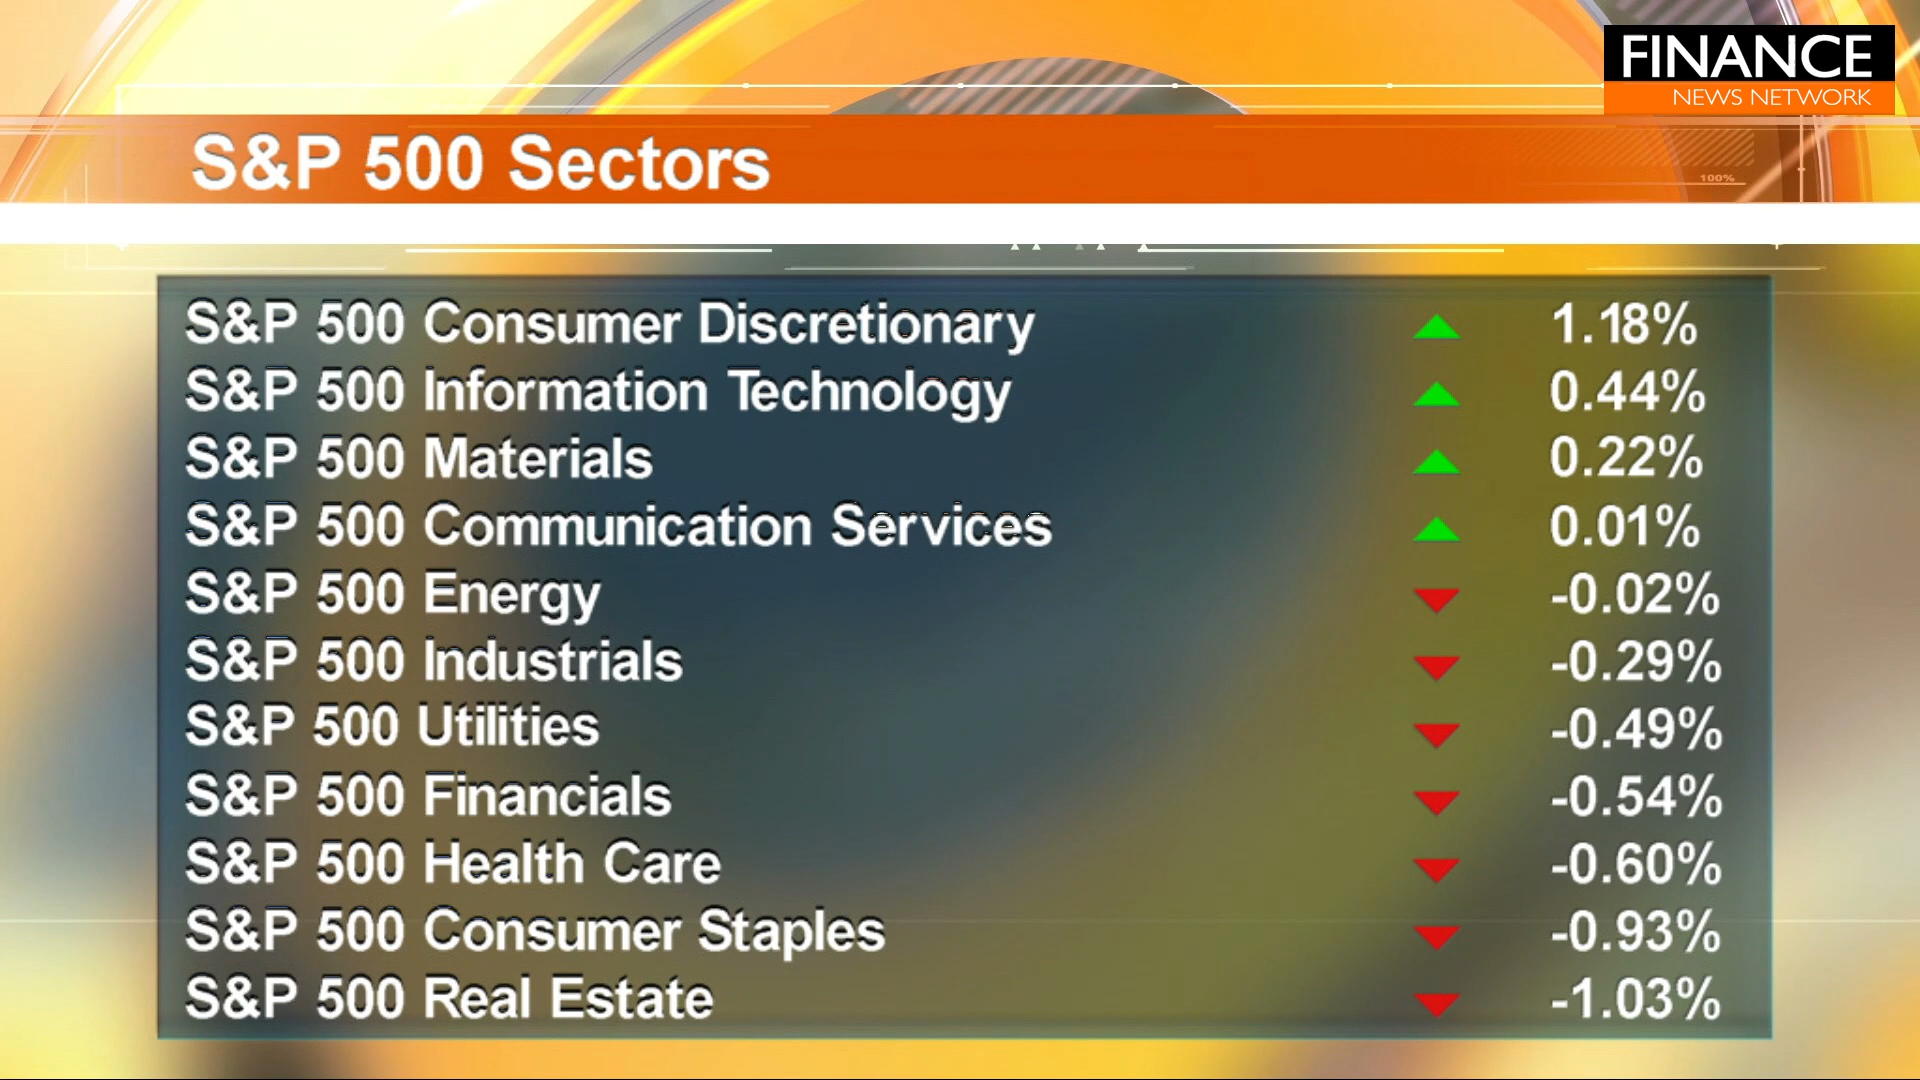 FINANCE
NEWS NETWORK
S&P 500 Sectors
100%
S&P 500 Consumer Discretionary 1.18%
S&P 500 Information Technology 0.44%
S&P 500 Materials 0.22%
S&P 500 Communication Services 0.01%
S&P 500 Energy -0.02%
S&P 500 Industrials -0.29%
S&P 500 Utilities -0.49%
S&P 500 Financials -0.54%
S&P 500 Health Care -0.60%
S&P 500 Consumer Staples -0.93%
S&P 500 Real Estate -1.03%